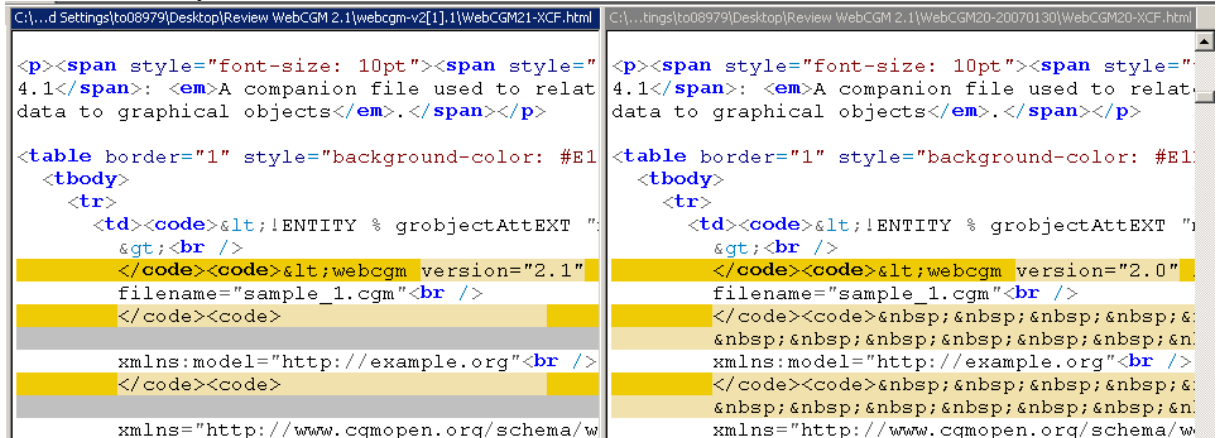 C:\...d Settings\to08979\Desktop\Review WebCGM 2.1\webcgm-v2[1].1\WebCGM21-XCF.html
<p><span style="font-size: 10pt"><span style="
4.1</span>: <em>A companion file used to relat
data to graphical objects</em>.</span></p>
<table border="1" style="background-color: #E1
<tbody>
<tr>
<td><code>&lt;!ENTITY % grobjectAttEXT "
&gt;<br />
</code><code>&lt;webcgm version="2.1"
filename="sample_1.cgm"<br />
</code><code>
xmlns:model="http://example.org"<br />
</code><code>
xmlns="http://www.cgmopen.org/schema/w
C:\...tings\to08979\Desktop\Review WebCGM 2.1\WebCGM20-20070130\WebCGM20-XCF.html
<p><span style="font-size: 10pt"><span style="
4.1</span>: <em>A companion file used to relat
data to graphical objects</em>.</span></p>
<table border="1" style="background-color: #E1
<tbody>
<tr>
<td><code>&lt;!ENTITY % grobjectAttEXT "
&gt;<br />
</code><code>&lt;webcgm version="2.0"
filename="sample_1.cgm"<br />
</code><code>&nbsp;&nbsp;&nbsp;&
&nbsp;&nbsp;&nbsp;&nbsp;&nbsp;&n
xmlns:model="http://example.org"<br />
</code><code>&nbsp;&nbsp;&nbsp;&
&nbsp;&nbsp;&nbsp;&nbsp;&nbsp;&n
xmlns="http://www.cgmopen.org/schema/w